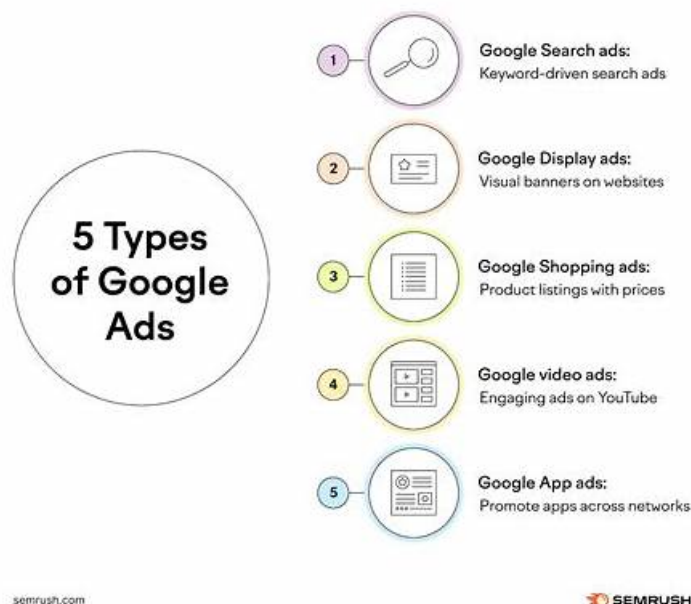 5 Types
of Google
Ads
1
Google Search ads:
Keyword-driven search ads
2
Google Display ads:
Visual banners on websites
3
Google Shopping ads:
Product listings with prices
4
Google video ads:
Engaging ads on YouTube
5
Google App ads:
Promote apps across networks
semrush.com
SEMRUSH